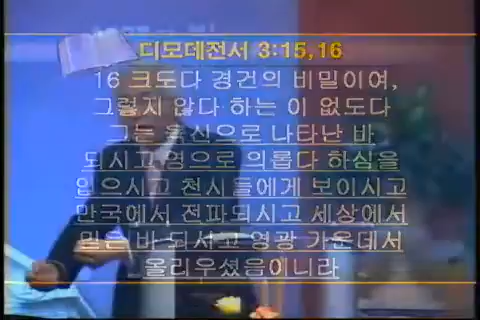 디모데전서 3:15,16
16 크도다 경건의 비밀이여,
그렇지 않다 하는 이 없도다
그는 육신으로 나타난 바
되시고 영으로 의롭다 하심을
입으시고 천사들에게 보이시고
만국에서 전파되시고 세상에서
믿은 바 되시고 영광 가운데서
올리우셨음이니라